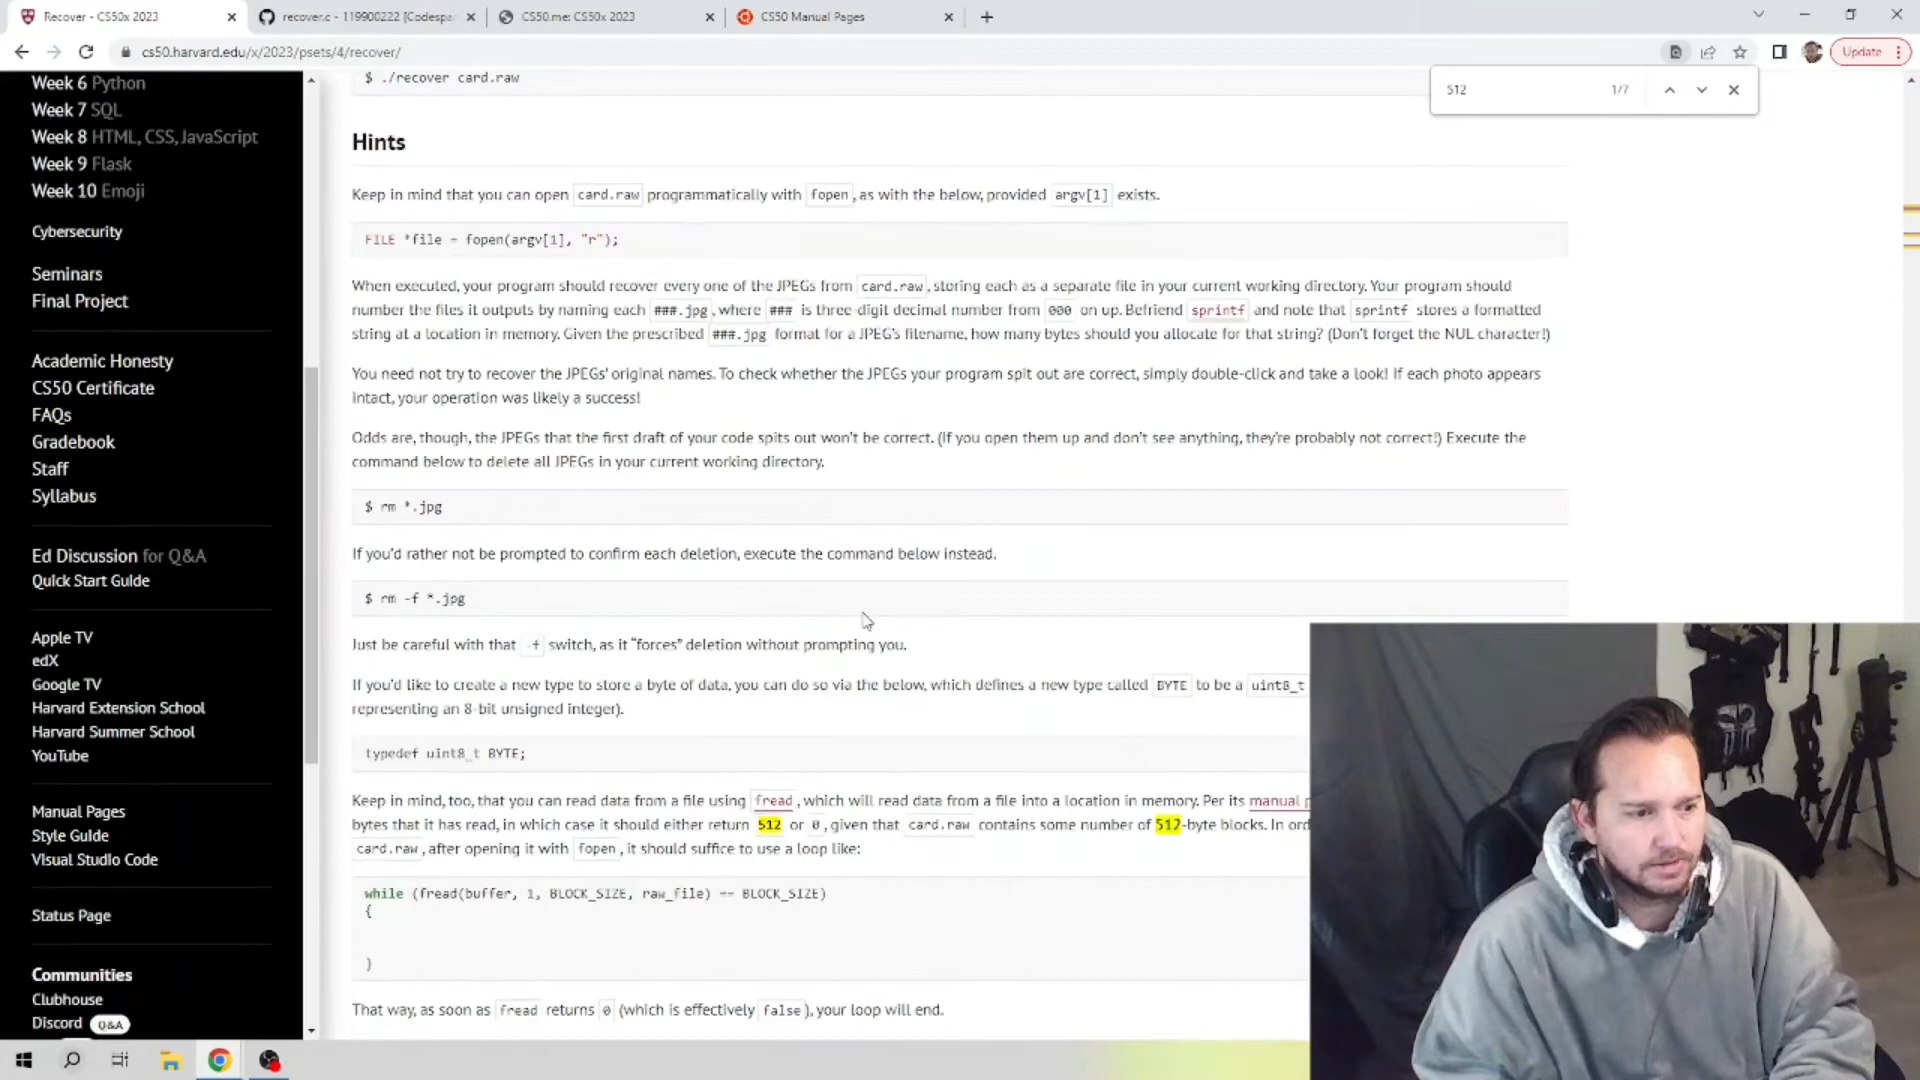 Recover - CS50x 2023
recover.c - 119900222 [Codespa
CS50.me: CS50x 2023
CS50 Manual Pages
cs50.harvard.edu/x/2023/psets/4/recover/
Update
512
1/7
Week 6 Python
Week 7 SQL
Week 8 HTML, CSS, JavaScript
Week 9 Flask
Week 10 Emoji
Cybersecurity
Seminars
Final Project
Academic Honesty
CS50 Certificate
FAQs
Gradebook
Staff
Syllabus
Ed Discussion for Q&A
Quick Start Guide
Apple TV
edX
Google TV
Harvard Extension School
Harvard Summer School
YouTube
Manual Pages
Style Guide
Visual Studio Code
Status Page
Communities
Clubhouse
Discord Q&A
$ ./recover card.raw
Hints
Keep in mind that you can open card.raw programmatically with fopen, as with the below, provided argv[1] exists.
FILE *file = fopen(argv[1], "r");
When executed, your program should recover every one of the JPEGs from card.raw, storing each as a separate file in your current working directory. Your program should
number the files it outputs by naming each ###.jpg, where ### is three-digit decimal number from 000 on up. Befriend sprintf and note that sprintf stores a formatted
string at a location in memory. Given the prescribed ###.jpg format for a JPEG's filename, how many bytes should you allocate for that string? (Don't forget the NUL character!)
You need not try to recover the JPEGs' original names. To check whether the JPEGs your program spit out are correct, simply double-click and take a look! If each photo appears
intact, your operation was likely a success!
Odds are, though, the JPEGs that the first draft of your code spits out won't be correct. (If you open them up and don't see anything, they're probably not correct!) Execute the
command below to delete all JPEGs in your current working directory.
$ rm *.jpg
If you'd rather not be prompted to confirm each deletion, execute the command below instead.
$ rm -f *.jpg
Just be careful with that -f switch, as it "forces" deletion without prompting you.
If you'd like to create a new type to store a byte of data, you can do so via the below, which defines a new type called BYTE to be a uint8_t
representing an 8-bit unsigned integer).
typedef uint8_t BYTE;
Keep in mind, too, that you can read data from a file using fread, which will read data from a file into a location in memory. Per its manual p
bytes that it has read, in which case it should either return 512 or 0, given that card.raw contains some number of 512-byte blocks. In ord
card.raw, after opening it with fopen, it should suffice to use a loop like:
while (fread(buffer, 1, BLOCK_SIZE, raw_file) == BLOCK_SIZE)
{
}
That way, as soon as fread returns 0 (which is effectively false), your loop will end.